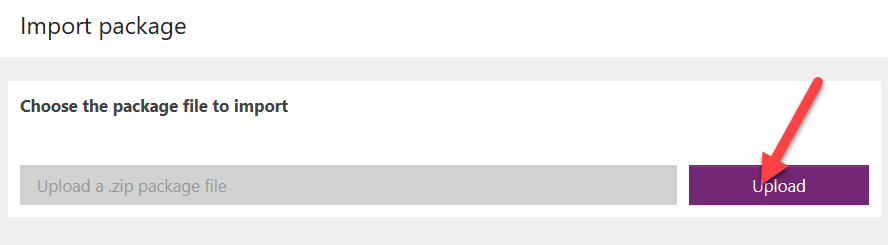 Import package
Choose the package file to import
Upload a .zip package file
Upload